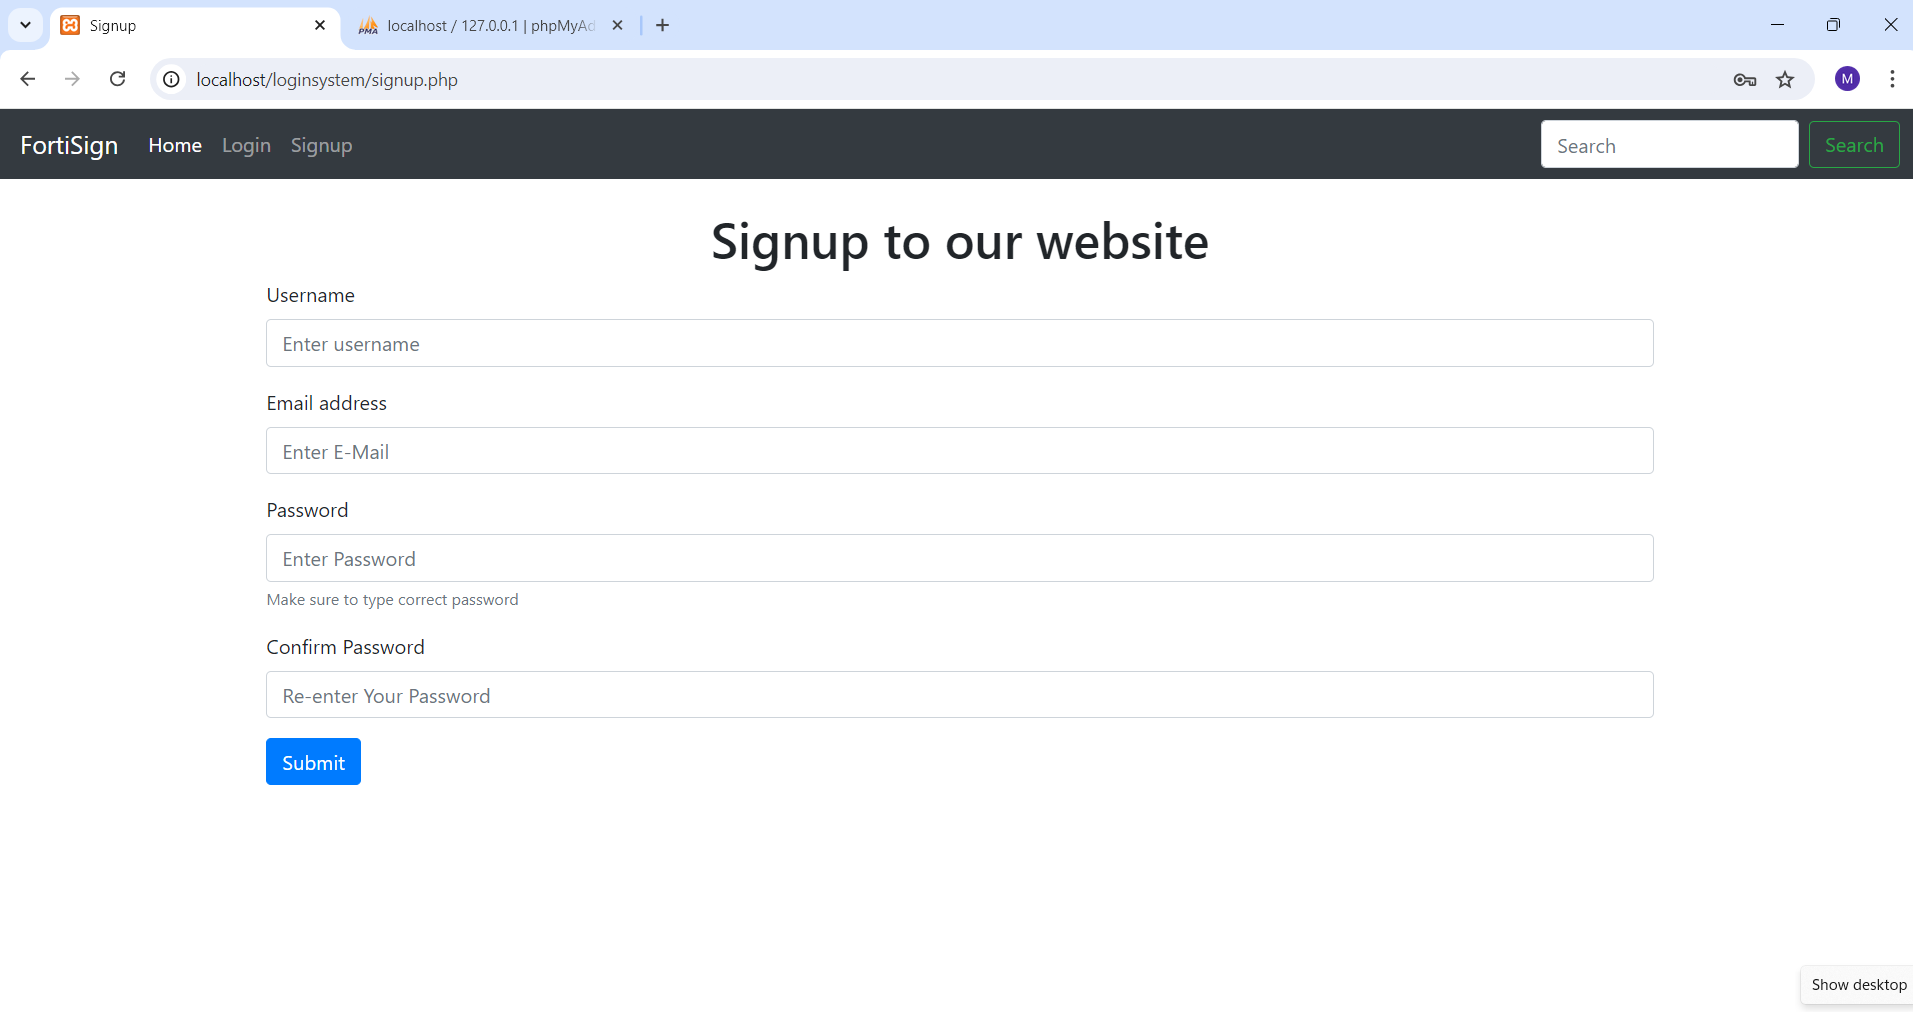 Signup
localhost / 127.0.0.1 | phpMyAd
localhost/loginsystem/signup.php
M
FortiSign Home Login Signup Search Search
Signup to our website
Username
Enter username
Email address
Enter E-Mail
Password
Enter Password
Make sure to type correct password
Confirm Password
Re-enter Your Password
Submit
Show desktop